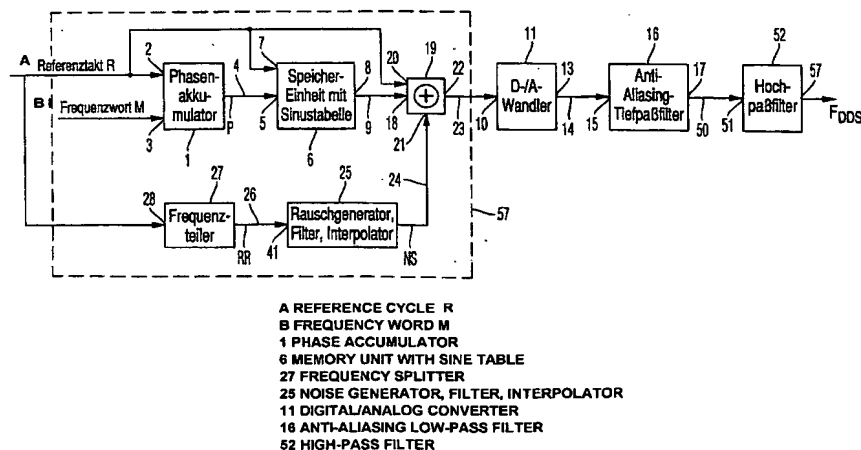 57
A Referenztakt R
2
Phasen-
akkumulator
1
4
P
7
Speicher-
Einheit mit
Sinustabelle
5
6
8
9
20
19
18
21
22
23
10
11
D-/A-
Wandler
13
14
15
16
Anti-
Aliasing-
Tiefpaßfilter
17
50
51
52
Hoch-
paßfilter
57
FDDS
B Frequenzwort M
3
28
27
Frequenz-
teiler
26
RR
41
25
Rauschgenerator,
Filter, Interpolator
24
NS
57
A REFERENCE CYCLE R
B FREQUENCY WORD M
1 PHASE ACCUMULATOR
6 MEMORY UNIT WITH SINE TABLE
27 FREQUENCY SPLITTER
25 NOISE GENERATOR, FILTER, INTERPOLATOR
11 DIGITAL/ANALOG CONVERTER
16 ANTI-ALIASING LOW-PASS FILTER
52 HIGH-PASS FILTER